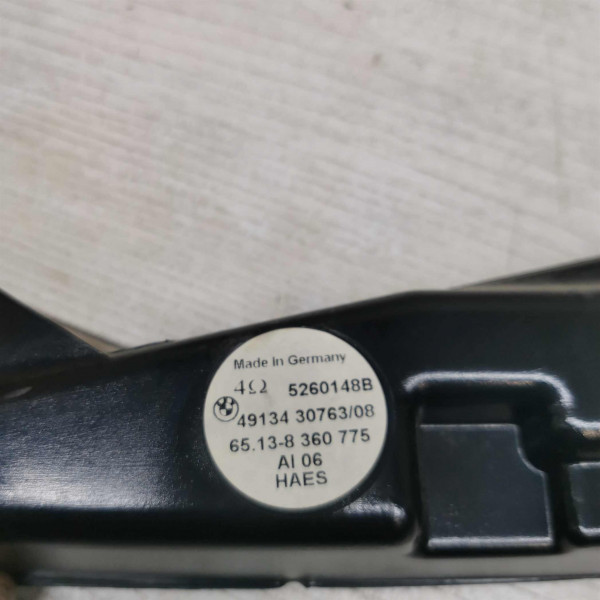 Made in Germany
4Ω 5260148B
49134 30763/08
65.13-8 360 775
AI 06
HAES